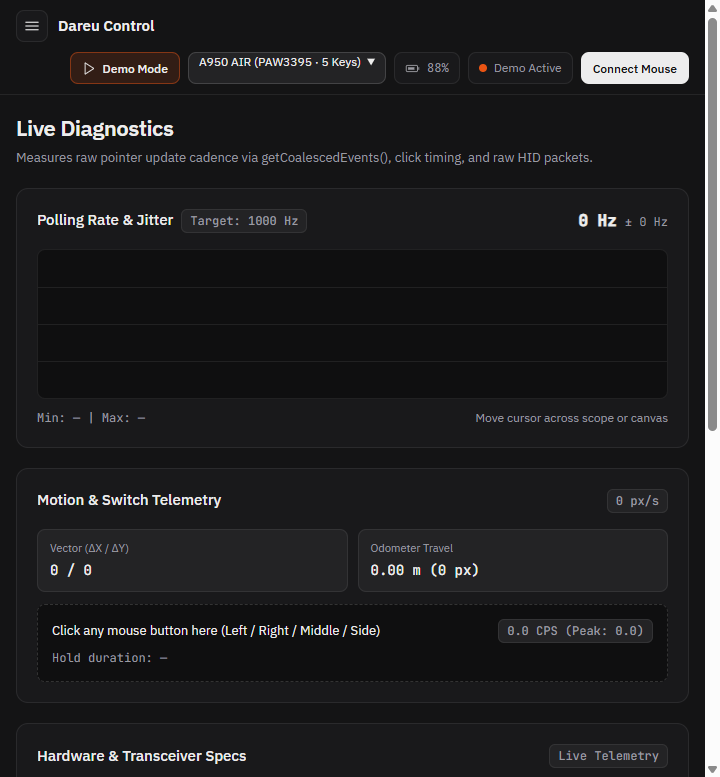 Dareu Control
Demo Mode
A950 AIR (PAW3395 · 5 Keys) ▼
88%
Demo Active
Connect Mouse
Live Diagnostics
Measures raw pointer update cadence via getCoalescedEvents(), click timing, and raw HID packets.
Polling Rate & Jitter
Target: 1000 Hz
0 Hz ± 0 Hz
Min: — | Max: —
Move cursor across scope or canvas
Motion & Switch Telemetry
0 px/s
Vector (ΔX / ΔY)
0 / 0
Odometer Travel
0.00 m (0 px)
Click any mouse button here (Left / Right / Middle / Side)
0.0 CPS (Peak: 0.0)
Hold duration: —
Hardware & Transceiver Specs
Live Telemetry